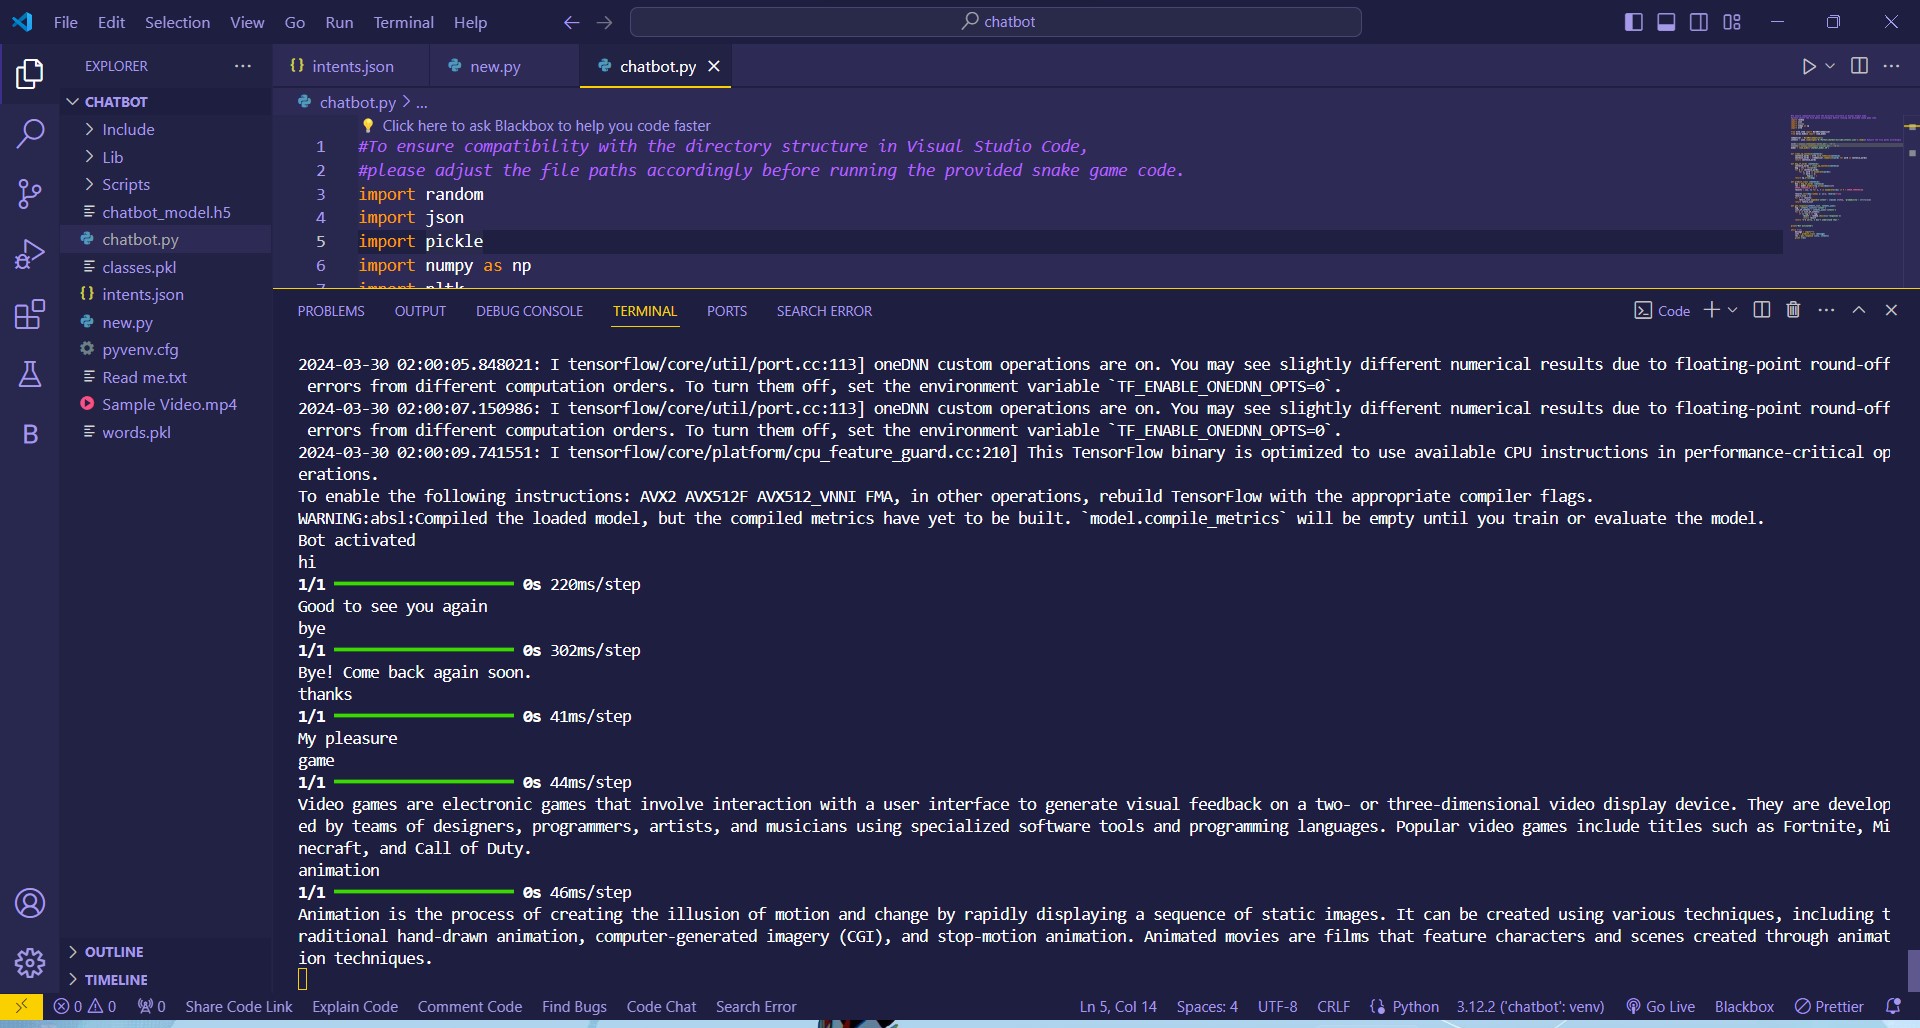 File Edit Selection View Go Run Terminal Help
chatbot
EXPLORER
CHATBOT
Include
Lib
Scripts
chatbot_model.h5
chatbot.py
classes.pkl
intents.json
new.py
pyvenv.cfg
Read me.txt
Sample Video.mp4
words.pkl
OUTLINE
TIMELINE
intents.json new.py chatbot.py
chatbot.py > ...
Click here to ask Blackbox to help you code faster
1 #To ensure compatibility with the directory structure in Visual Studio Code,
2 #please adjust the file paths accordingly before running the provided snake game code.
3 import random
4 import json
5 import pickle
6 import numpy as np
7 import nltk
PROBLEMS OUTPUT DEBUG CONSOLE TERMINAL PORTS SEARCH ERROR
Code
2024-03-30 02:00:05.848021: I tensorflow/core/util/port.cc:113] oneDNN custom operations are on. You may see slightly different numerical results due to floating-point round-off
errors from different computation orders. To turn them off, set the environment variable `TF_ENABLE_ONEDNN_OPTS=0`.
2024-03-30 02:00:07.150986: I tensorflow/core/util/port.cc:113] oneDNN custom operations are on. You may see slightly different numerical results due to floating-point round-off
errors from different computation orders. To turn them off, set the environment variable `TF_ENABLE_ONEDNN_OPTS=0`.
2024-03-30 02:00:09.741551: I tensorflow/core/platform/cpu_feature_guard.cc:210] This TensorFlow binary is optimized to use available CPU instructions in performance-critical op
erations.
To enable the following instructions: AVX2 AVX512F AVX512_VNNI FMA, in other operations, rebuild TensorFlow with the appropriate compiler flags.
WARNING:absl:Compiled the loaded model, but the compiled metrics have yet to be built. `model.compile_metrics` will be empty until you train or evaluate the model.
Bot activated
hi
1/1 0s 220ms/step
Good to see you again
bye
1/1 0s 302ms/step
Bye! Come back again soon.
thanks
1/1 0s 41ms/step
My pleasure
game
1/1 0s 44ms/step
Video games are electronic games that involve interaction with a user interface to generate visual feedback on a two- or three-dimensional video display device. They are develop
ed by teams of designers, programmers, artists, and musicians using specialized software tools and programming languages. Popular video games include titles such as Fortnite, Mi
necraft, and Call of Duty.
animation
1/1 0s 46ms/step
Animation is the process of creating the illusion of motion and change by rapidly displaying a sequence of static images. It can be created using various techniques, including t
raditional hand-drawn animation, computer-generated imagery (CGI), and stop-motion animation. Animated movies are films that feature characters and scenes created through animat
ion techniques.
0 0 0 Share Code Link Explain Code Comment Code Find Bugs Code Chat Search Error Ln 5, Col 14 Spaces: 4 UTF-8 CRLF Python 3.12.2 ('chatbot': venv) Go Live Blackbox Prettier